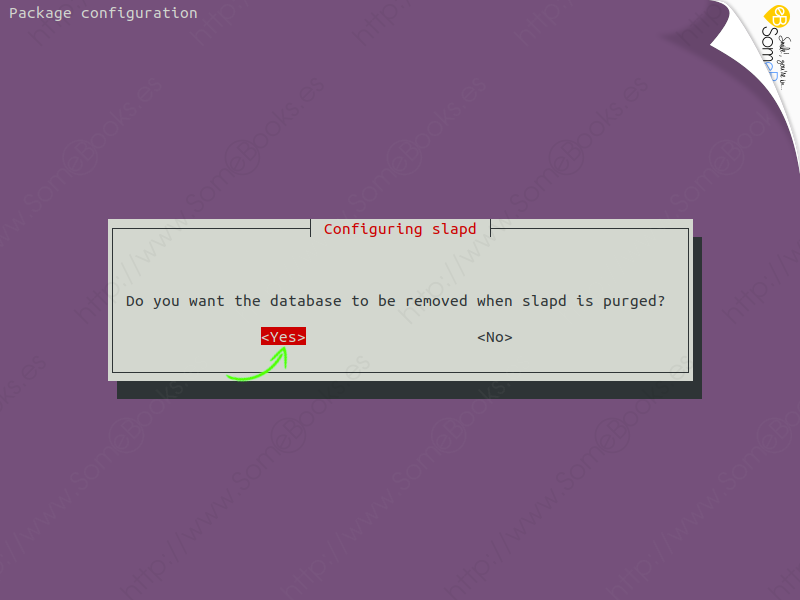 Package configuration
Configuring slapd
Do you want the database to be removed when slapd is purged?
<Yes>
<No>
http://www.SomeBooks.es